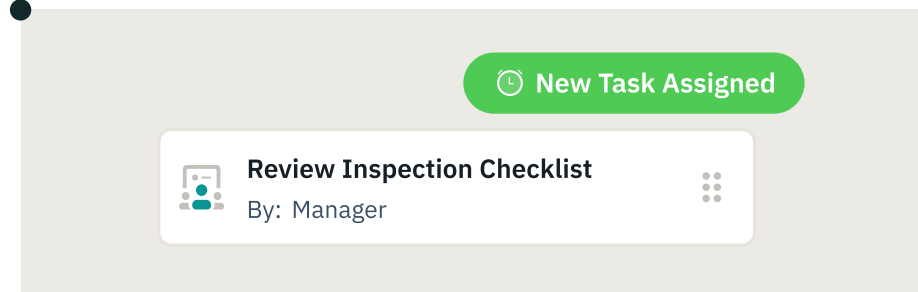 New Task Assigned
Review Inspection Checklist
By: Manager